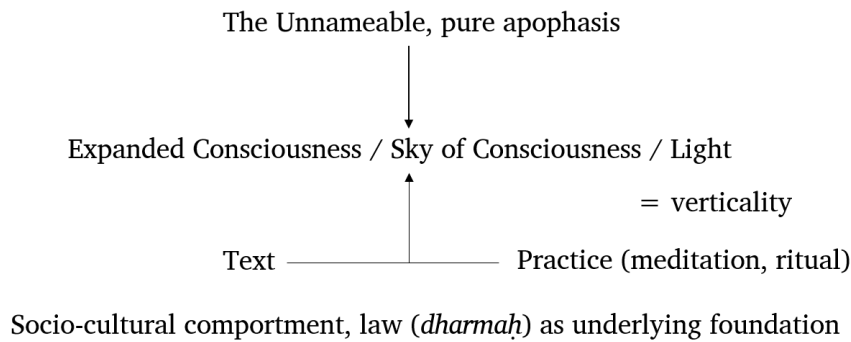 The Unnameable, pure apophasis
Expanded Consciousness / Sky of Consciousness / Light
= verticality
Text
Practice (meditation, ritual)
Socio-cultural comportment, law (dharmaḥ) as underlying foundation